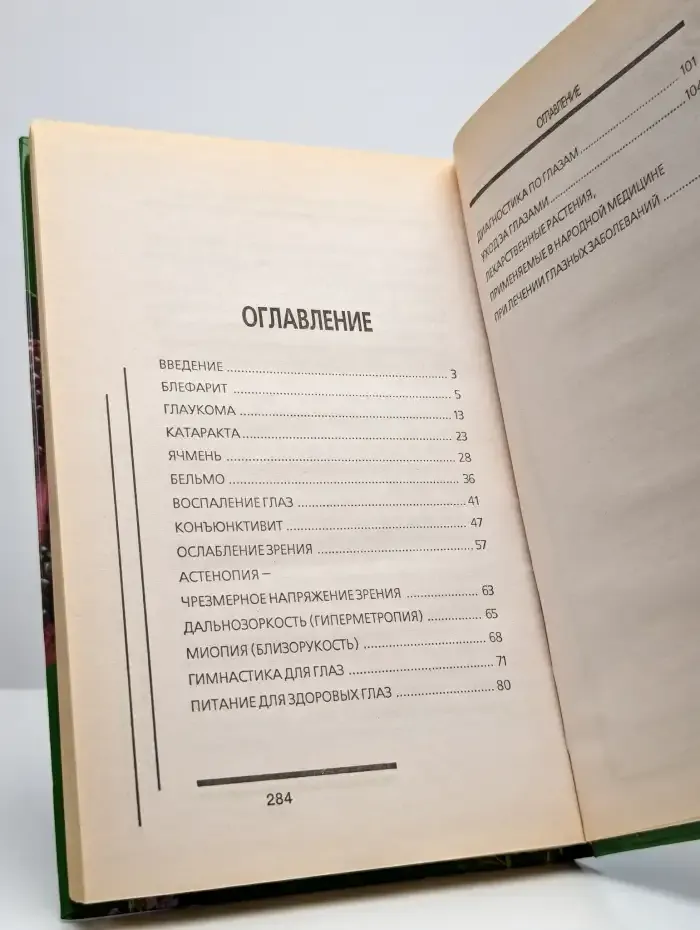 ОГЛАВЛЕНИЕ
ВВЕДЕНИЕ ........ 3
БЛЕФАРИТ ........ 5
ГЛАУКОМА ........ 13
КАТАРАКТА ........ 23
ЯЧМЕНЬ ........ 28
БЕЛЬМО ........ 36
ВОСПАЛЕНИЕ ГЛАЗ ........ 41
КОНЪЮНКТИВИТ ........ 47
ОСЛАБЛЕНИЕ ЗРЕНИЯ ........ 57
АСТЕНОПИЯ –
ЧРЕЗМЕРНОЕ НАПРЯЖЕНИЕ ЗРЕНИЯ ........ 63
ДАЛЬНОЗОРКОСТЬ (ГИПЕРМЕТРОПИЯ) ........ 65
МИОПИЯ (БЛИЗОРУКОСТЬ) ........ 68
ГИМНАСТИКА ДЛЯ ГЛАЗ ........ 71
ПИТАНИЕ ДЛЯ ЗДОРОВЫХ ГЛАЗ ........ 80
284
ОГЛАВЛЕНИЕ
ДИАГНОСТИКА ПО ГЛАЗАМ ........ 101
УХОД ЗА ГЛАЗАМИ ........ 104
ЛЕКАРСТВЕННЫЕ РАСТЕНИЯ,
ПРИМЕНЯЕМЫЕ В НАРОДНОЙ МЕДИЦИНЕ
ПРИ ЛЕЧЕНИИ ГЛАЗНЫХ ЗАБОЛЕВАНИЙ ........